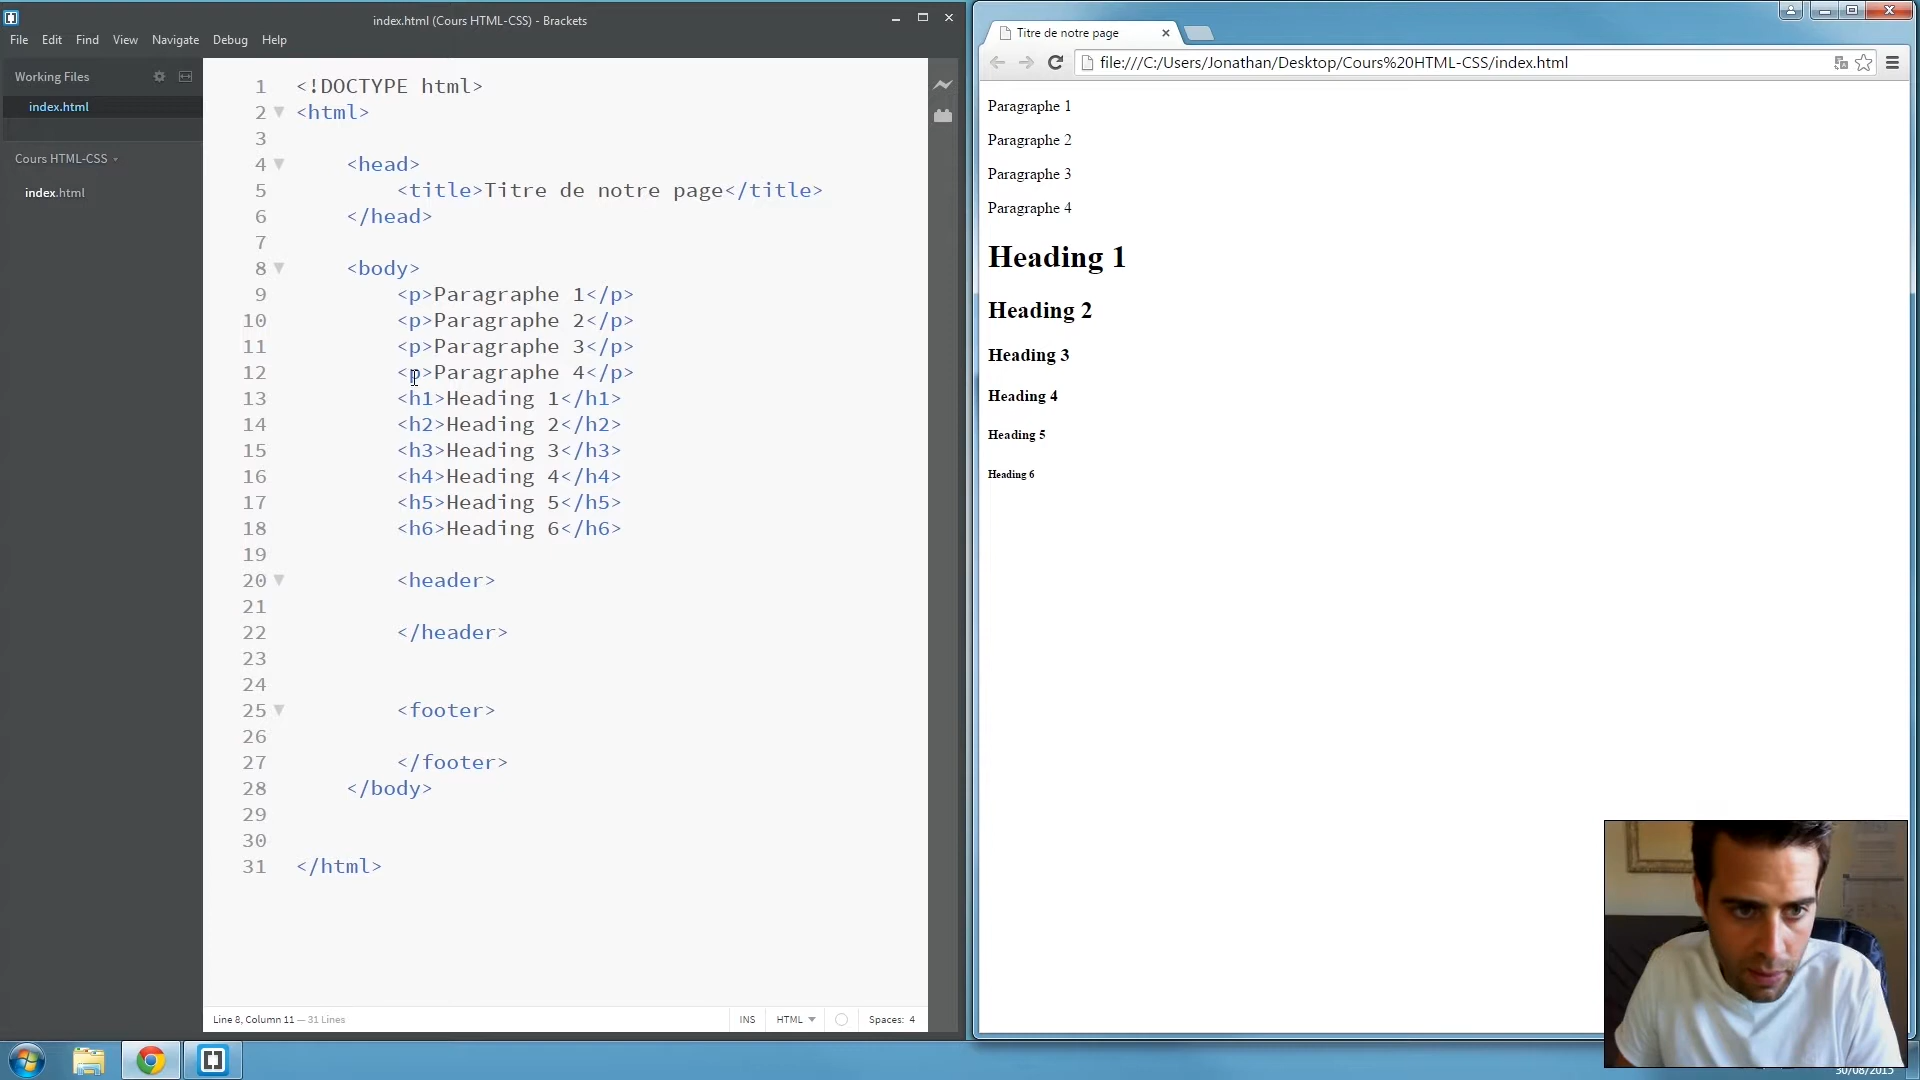 index.html (Cours HTML-CSS) - Brackets
File Edit Find View Navigate Debug Help
Working Files
index.html
Cours HTML-CSS
index.html
1 <!DOCTYPE html>
2 <html>
3
4 <head>
5 <title>Titre de notre page</title>
6 </head>
7
8 <body>
9 <p>Paragraphe 1</p>
10 <p>Paragraphe 2</p>
11 <p>Paragraphe 3</p>
12 <p>Paragraphe 4</p>
13 <h1>Heading 1</h1>
14 <h2>Heading 2</h2>
15 <h3>Heading 3</h3>
16 <h4>Heading 4</h4>
17 <h5>Heading 5</h5>
18 <h6>Heading 6</h6>
19
20 <header>
21
22 </header>
23
24
25 <footer>
26
27 </footer>
28 </body>
29
30
31 </html>
Line 8, Column 11 — 31 Lines
INS HTML Spaces: 4
Titre de notre page
file:///C:/Users/Jonathan/Desktop/Cours%20HTML-CSS/index.html
Paragraphe 1
Paragraphe 2
Paragraphe 3
Paragraphe 4
Heading 1
Heading 2
Heading 3
Heading 4
Heading 5
Heading 6
30/08/2015